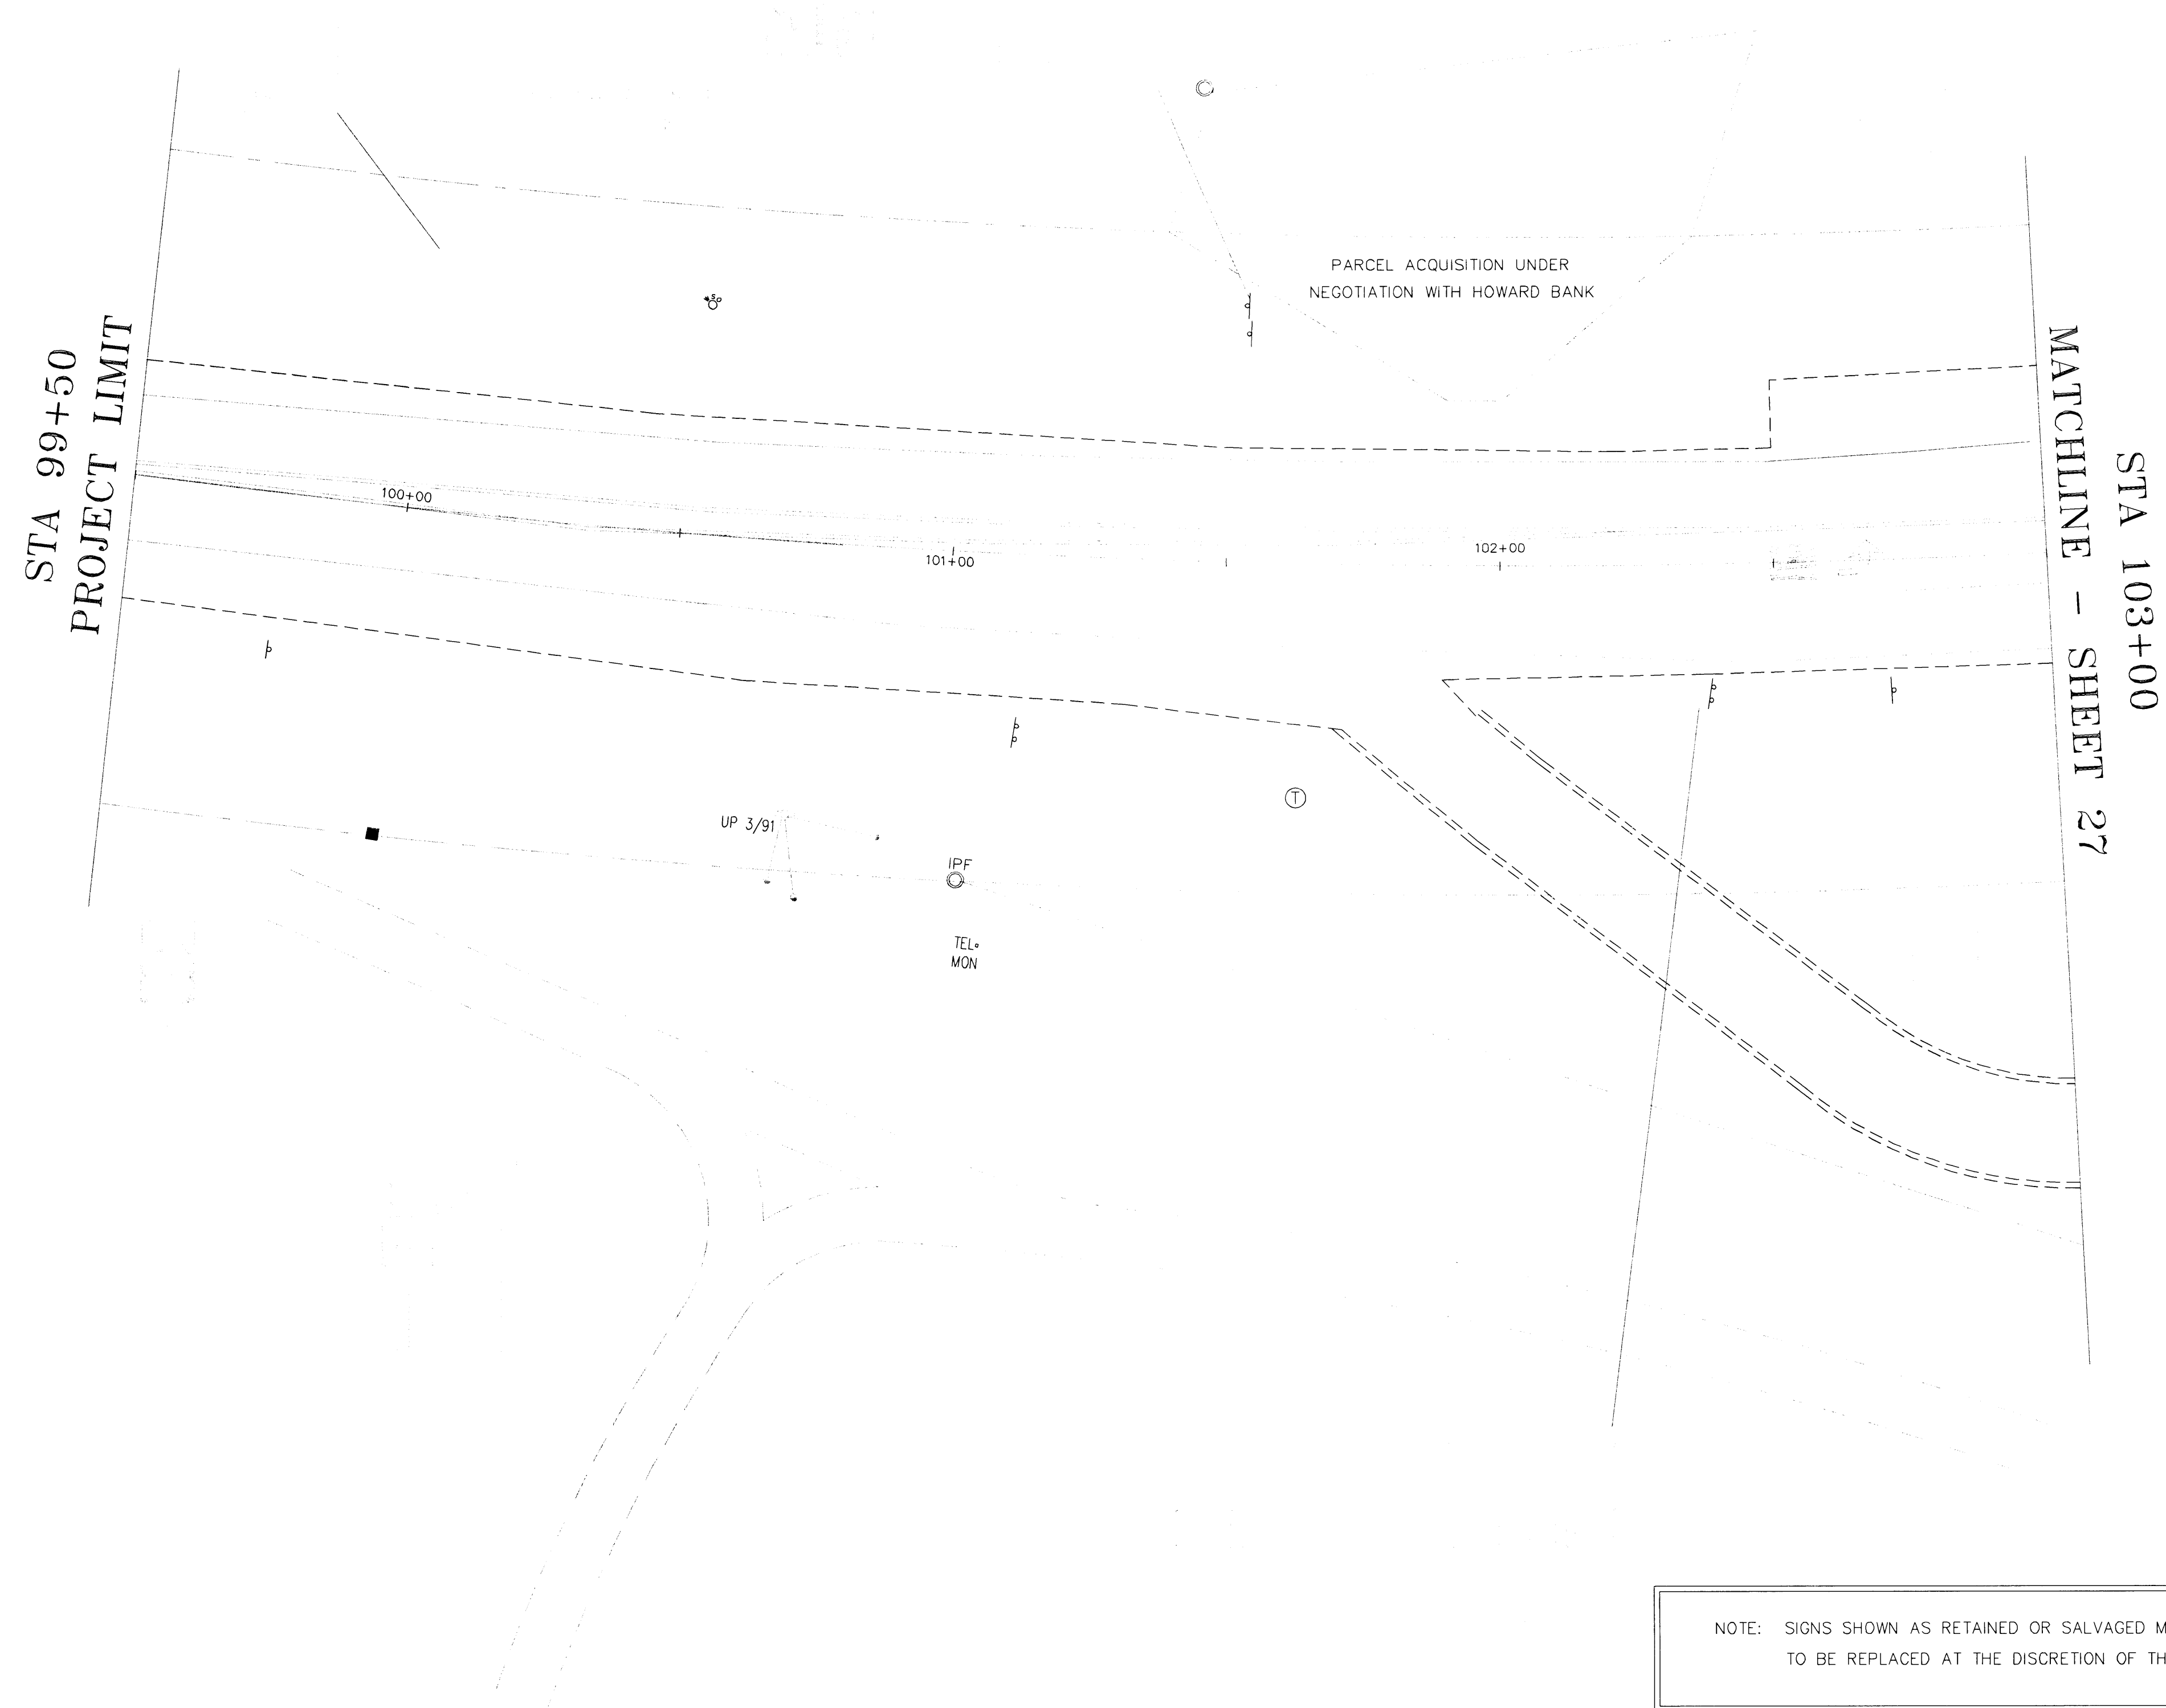 STA 99+50
PROJECT LIMIT
PARCEL ACQUISITION UNDER
NEGOTIATION WITH HOWARD BANK
100+00
101+00
102+00
MATCHLINE - SHEET 27
STA 103+00
T
UP 3/91
IPF
TEL
MON
NOTE: SIGNS SHOWN AS RETAINED OR SALVAGED M
TO BE REPLACED AT THE DISCRETION OF TH